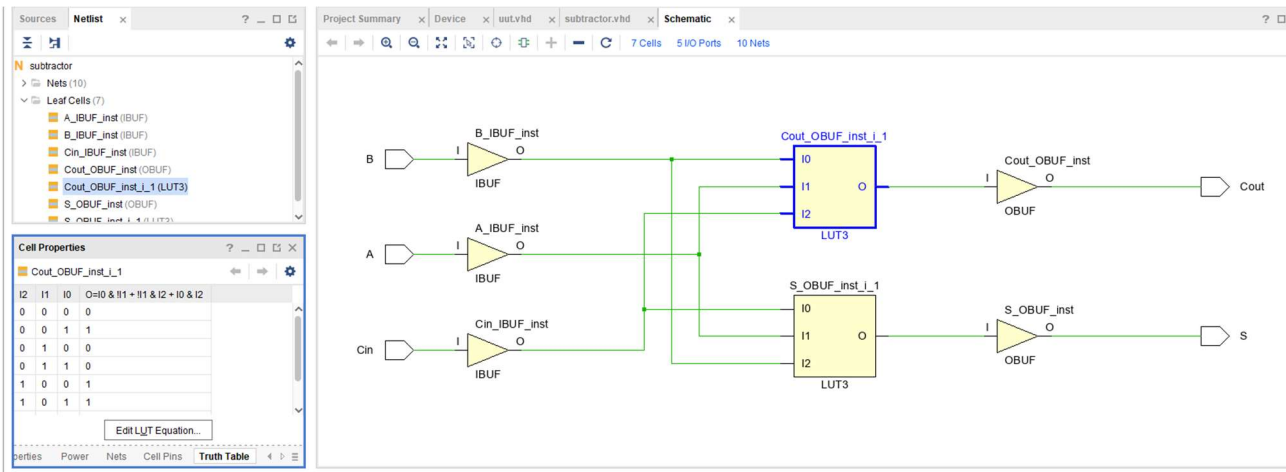 Sources Netlist × ? _
N subtractor
> Nets (10)
Leaf Cells (7)
A_IBUF_inst (IBUF)
B_IBUF_inst (IBUF)
Cin_IBUF_inst (IBUF)
Cout_OBUF_inst (OBUF)
Cout_OBUF_inst_i_1 (LUT3)
S_OBUF_inst (OBUF)
S_OBUF_inst_i_1 (LUT3)
Cell Properties ? _ ×
Cout_OBUF_inst_i_1
I2 I1 I0 O=I0 & !I1 + !I1 & I2 + I0 & I2
0 0 0 0
0 0 1 1
0 1 0 0
0 1 1 0
1 0 0 1
1 0 1 1
Edit LUT Equation...
perties Power Nets Cell Pins Truth Table
Project Summary × Device × uut.vhd × subtractor.vhd × Schematic × ?
7 Cells 5 I/O Ports 10 Nets
B
I
B_IBUF_inst
O
IBUF
A
I
A_IBUF_inst
O
IBUF
Cin
I
Cin_IBUF_inst
O
IBUF
Cout_OBUF_inst_i_1
I0
I1 O
I2
LUT3
S_OBUF_inst_i_1
I0
I1 O
I2
LUT3
Cout_OBUF_inst
I O
OBUF
Cout
S_OBUF_inst
I O
OBUF
S